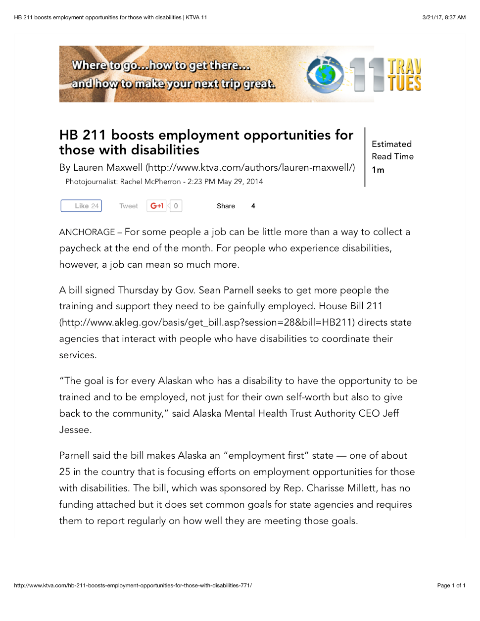 HB 211 boosts employment opportunities for those with disabilities | KTVA 11
3/21/17, 8:37 AM
Where to go...how to get there...
and how to make your next trip great.
11 TRAV
TUES
HB 211 boosts employment opportunities for
those with disabilities
By Lauren Maxwell (http://www.ktva.com/authors/lauren-maxwell/)
Photojournalist: Rachel McPherron - 2:23 PM May 29, 2014
Estimated
Read Time
1m
Like 24 Tweet G+1 0 Share 4
ANCHORAGE – For some people a job can be little more than a way to collect a
paycheck at the end of the month. For people who experience disabilities,
however, a job can mean so much more.
A bill signed Thursday by Gov. Sean Parnell seeks to get more people the
training and support they need to be gainfully employed. House Bill 211
(http://www.akleg.gov/basis/get_bill.asp?session=28&bill=HB211) directs state
agencies that interact with people who have disabilities to coordinate their
services.
“The goal is for every Alaskan who has a disability to have the opportunity to be
trained and to be employed, not just for their own self-worth but also to give
back to the community,” said Alaska Mental Health Trust Authority CEO Jeff
Jessee.
Parnell said the bill makes Alaska an “employment first” state — one of about
25 in the country that is focusing efforts on employment opportunities for those
with disabilities. The bill, which was sponsored by Rep. Charisse Millett, has no
funding attached but it does set common goals for state agencies and requires
them to report regularly on how well they are meeting those goals.
http://www.ktva.com/hb-211-boosts-employment-opportunities-for-those-with-disabilities-771/
Page 1 of 1